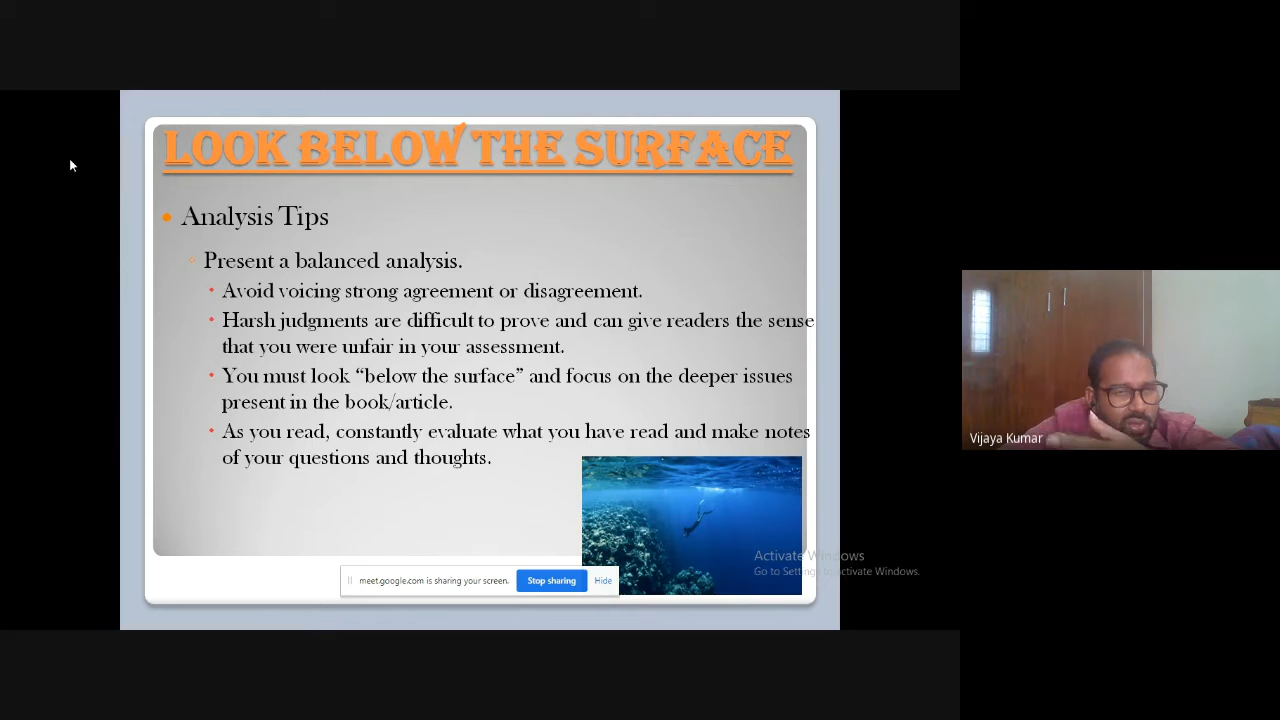 LOOK BELOW THE SURFACE
Analysis Tips
Present a balanced analysis.
Avoid voicing strong agreement or disagreement.
Harsh judgments are difficult to prove and can give readers the sense
that you were unfair in your assessment.
You must look “below the surface” and focus on the deeper issues
present in the book/article.
As you read, constantly evaluate what you have read and make notes
of your questions and thoughts.
meet.google.com is sharing your screen.
Stop sharing
Hide
Activate Windows
Go to Settings to activate Windows.
Vijaya Kumar